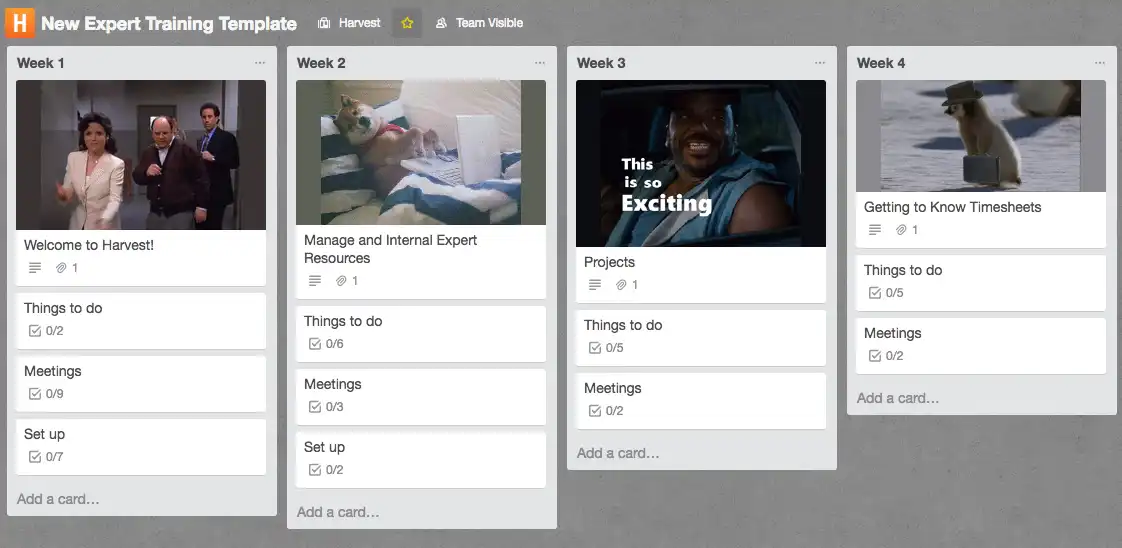 H New Expert Training Template Harvest Team Visible
Week 1
Welcome to Harvest!
1
Things to do
0/2
Meetings
0/9
Set up
0/7
Add a card…
Week 2
Manage and Internal Expert
Resources
1
Things to do
0/6
Meetings
0/3
Set up
0/2
Add a card…
Week 3
This
is so
Exciting
Projects
1
Things to do
0/5
Meetings
0/2
Add a card…
Week 4
Getting to Know Timesheets
1
Things to do
0/5
Meetings
0/2
Add a card…